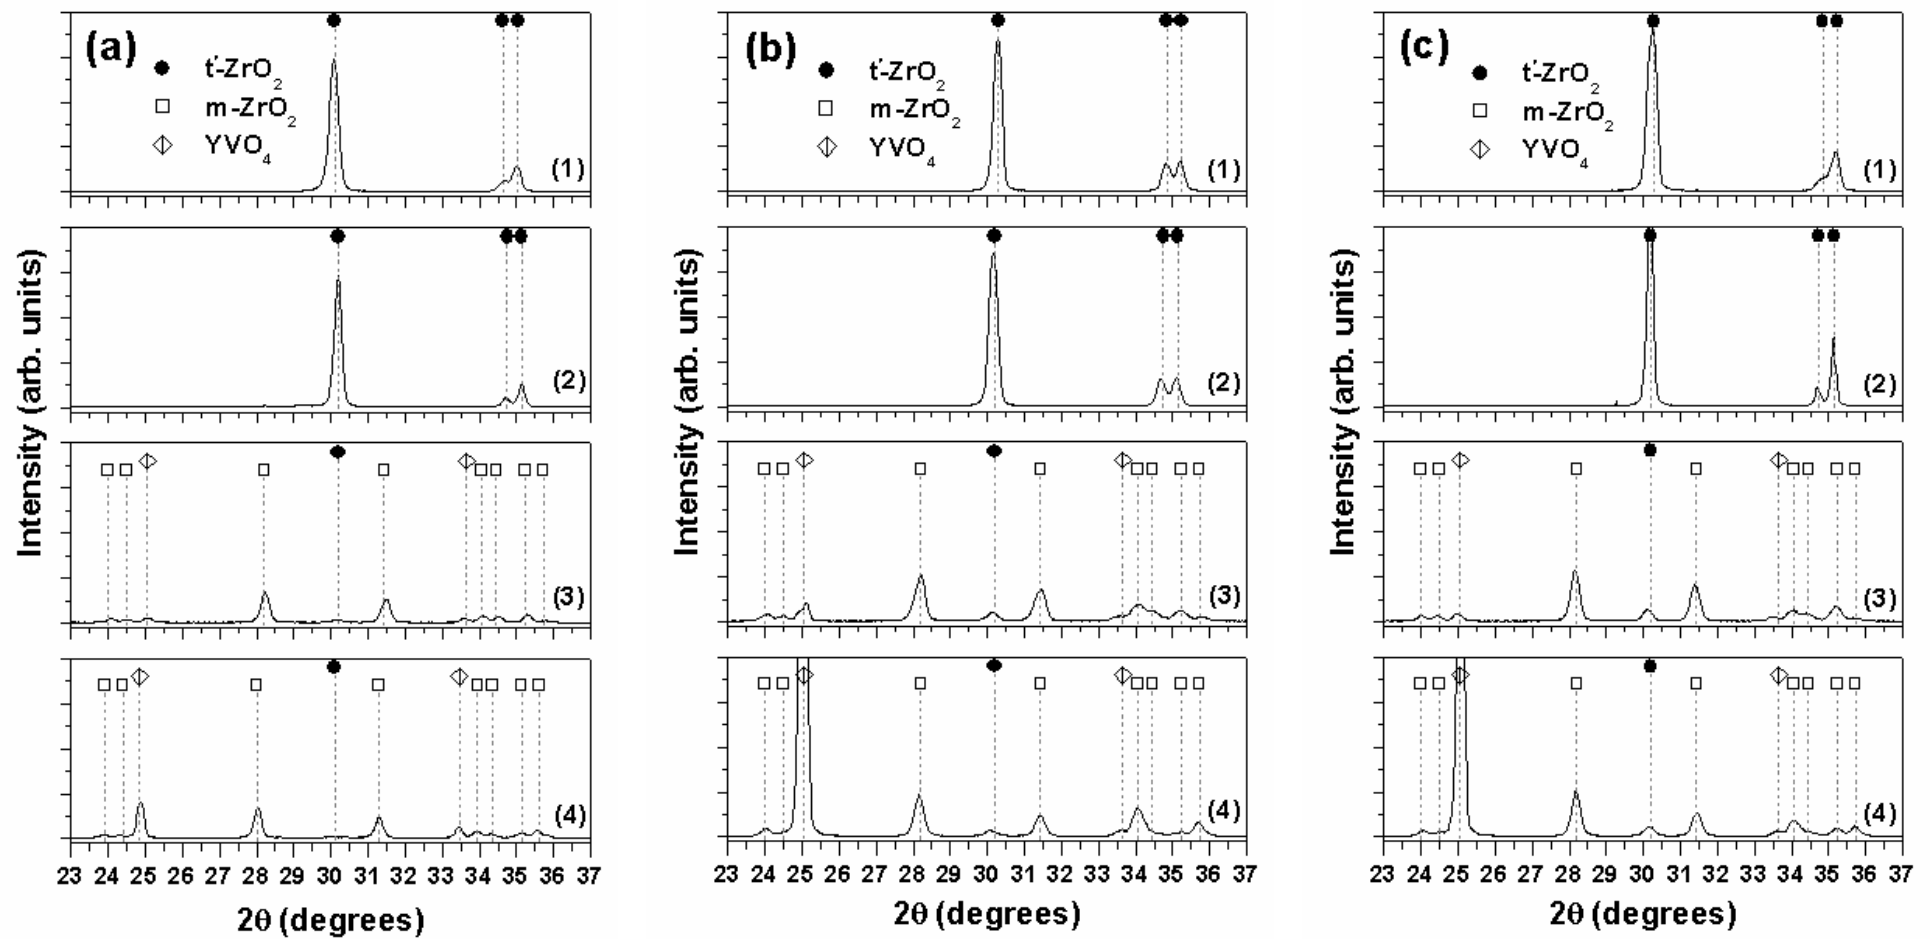 (a)
t'-ZrO2
m-ZrO2
YVO4
(1)
(2)
(3)
(4)
Intensity (arb. units)
23 24 25 26 27 28 29 30 31 32 33 34 35 36 37
2θ (degrees)
(b)
t'-ZrO2
m-ZrO2
YVO4
(1)
(2)
(3)
(4)
Intensity (arb. units)
23 24 25 26 27 28 29 30 31 32 33 34 35 36 37
2θ (degrees)
(c)
t'-ZrO2
m-ZrO2
YVO4
(1)
(2)
(3)
(4)
Intensity (arb. units)
23 24 25 26 27 28 29 30 31 32 33 34 35 36 37
2θ (degrees)